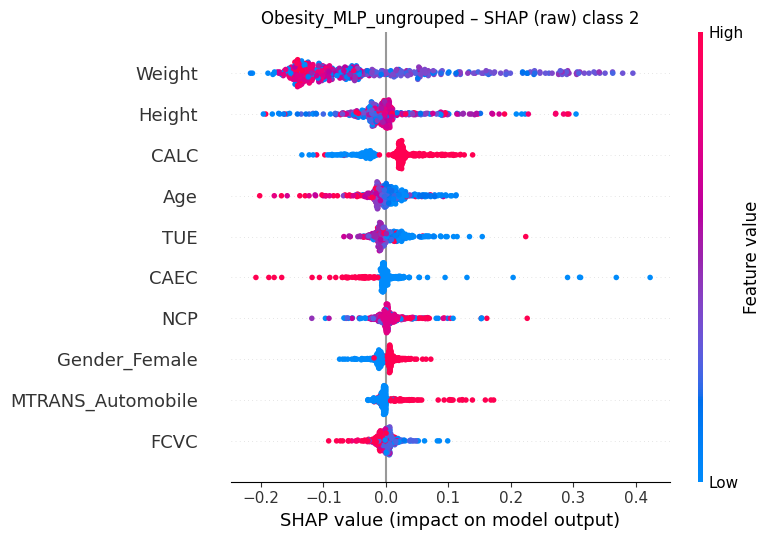 Obesity_MLP_ungrouped – SHAP (raw) class 2
High
Weight
Height
CALC
Age
TUE
CAEC
NCP
Gender_Female
MTRANS_Automobile
FCVC
Feature value
Low
−0.2 −0.1 0.0 0.1 0.2 0.3 0.4
SHAP value (impact on model output)